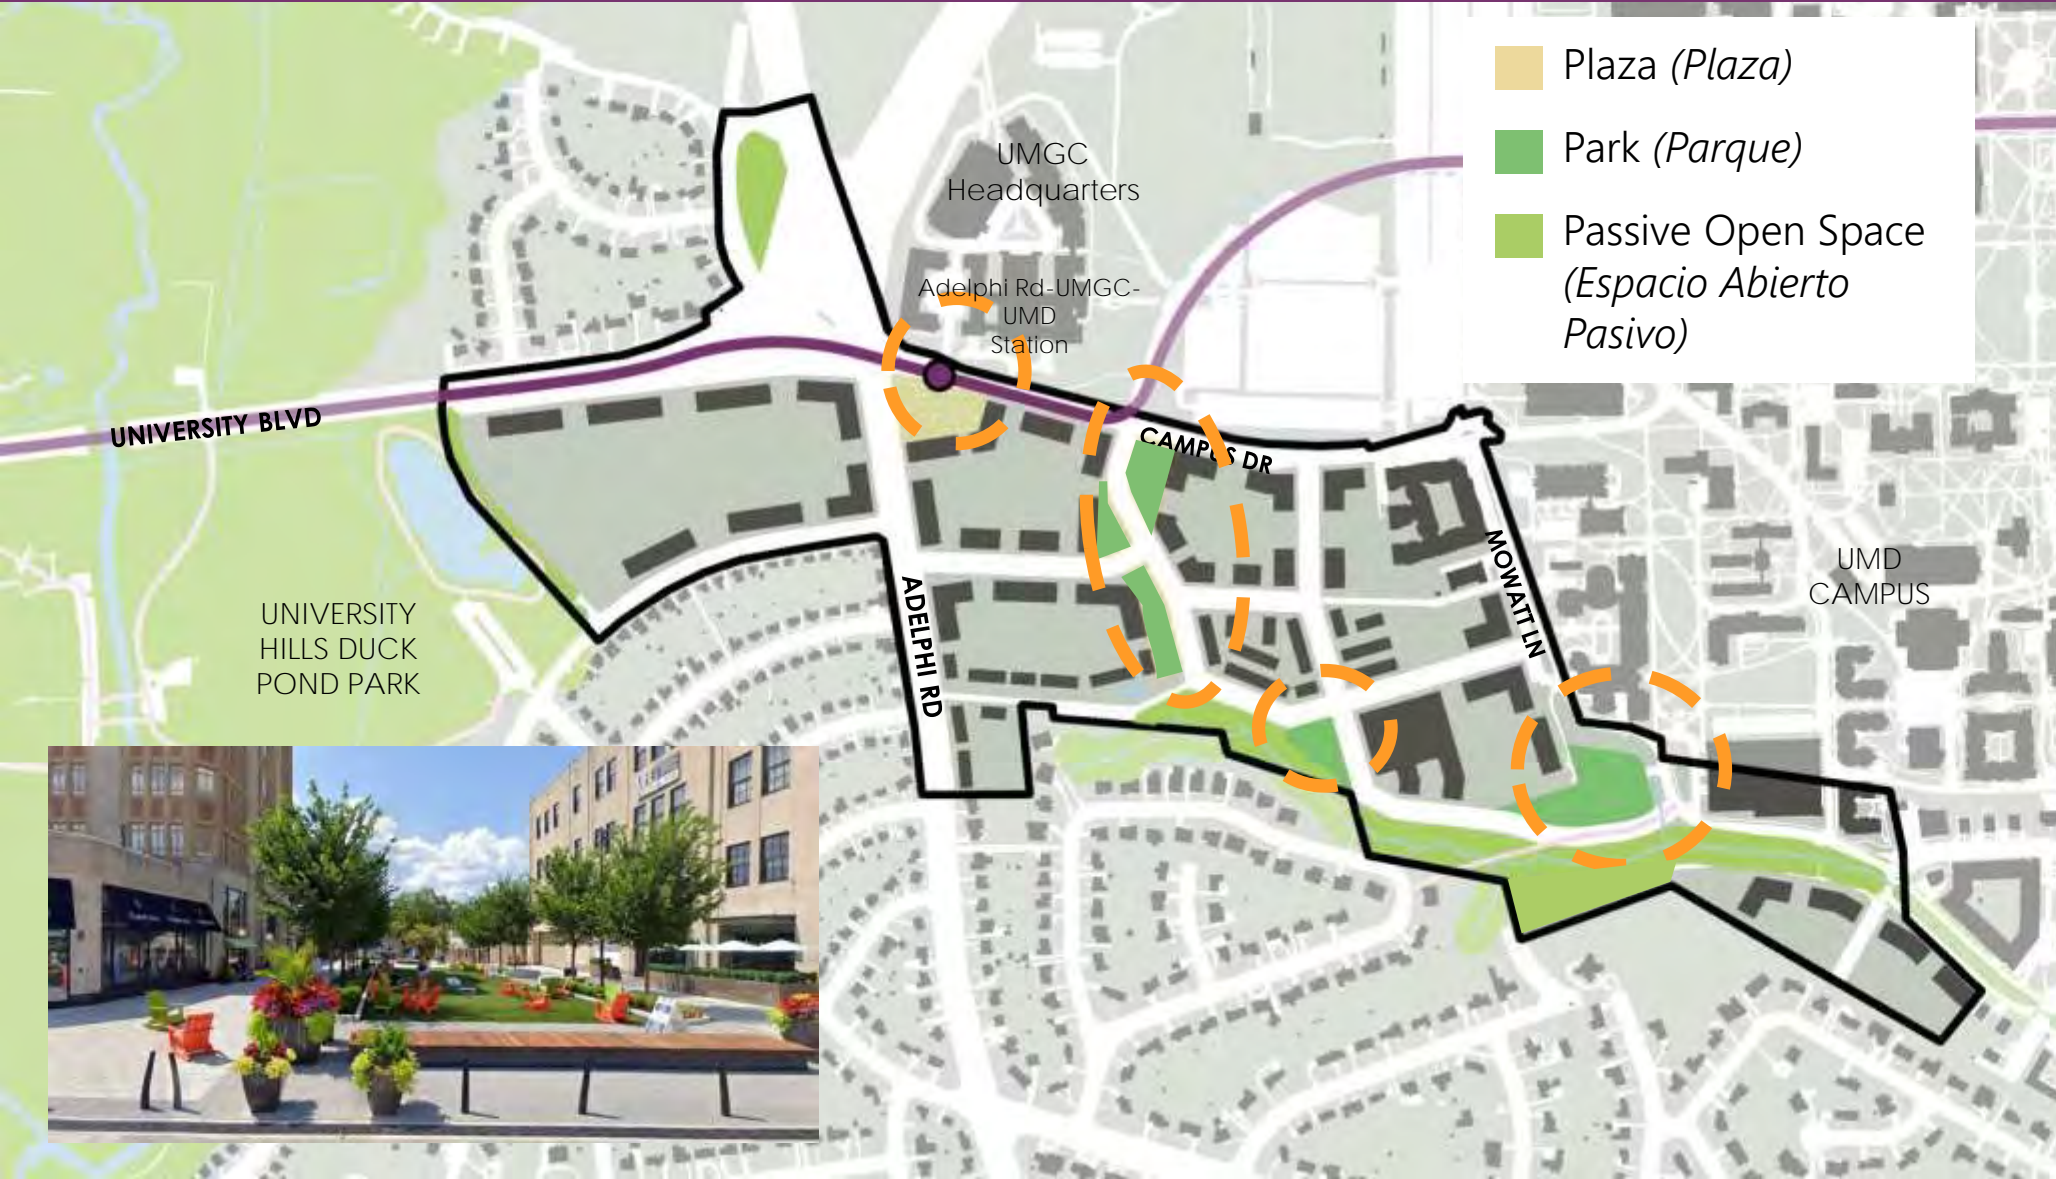 Plaza (Plaza)
Park (Parque)
Passive Open Space
(Espacio Abierto
Pasivo)
UMGC
Headquarters
Adelphi Rd-UMGC-
UMD
Station
UNIVERSITY BLVD
CAMPUS DR
MOWATT LN
UMD
CAMPUS
ADELPHI RD
UNIVERSITY
HILLS DUCK
POND PARK